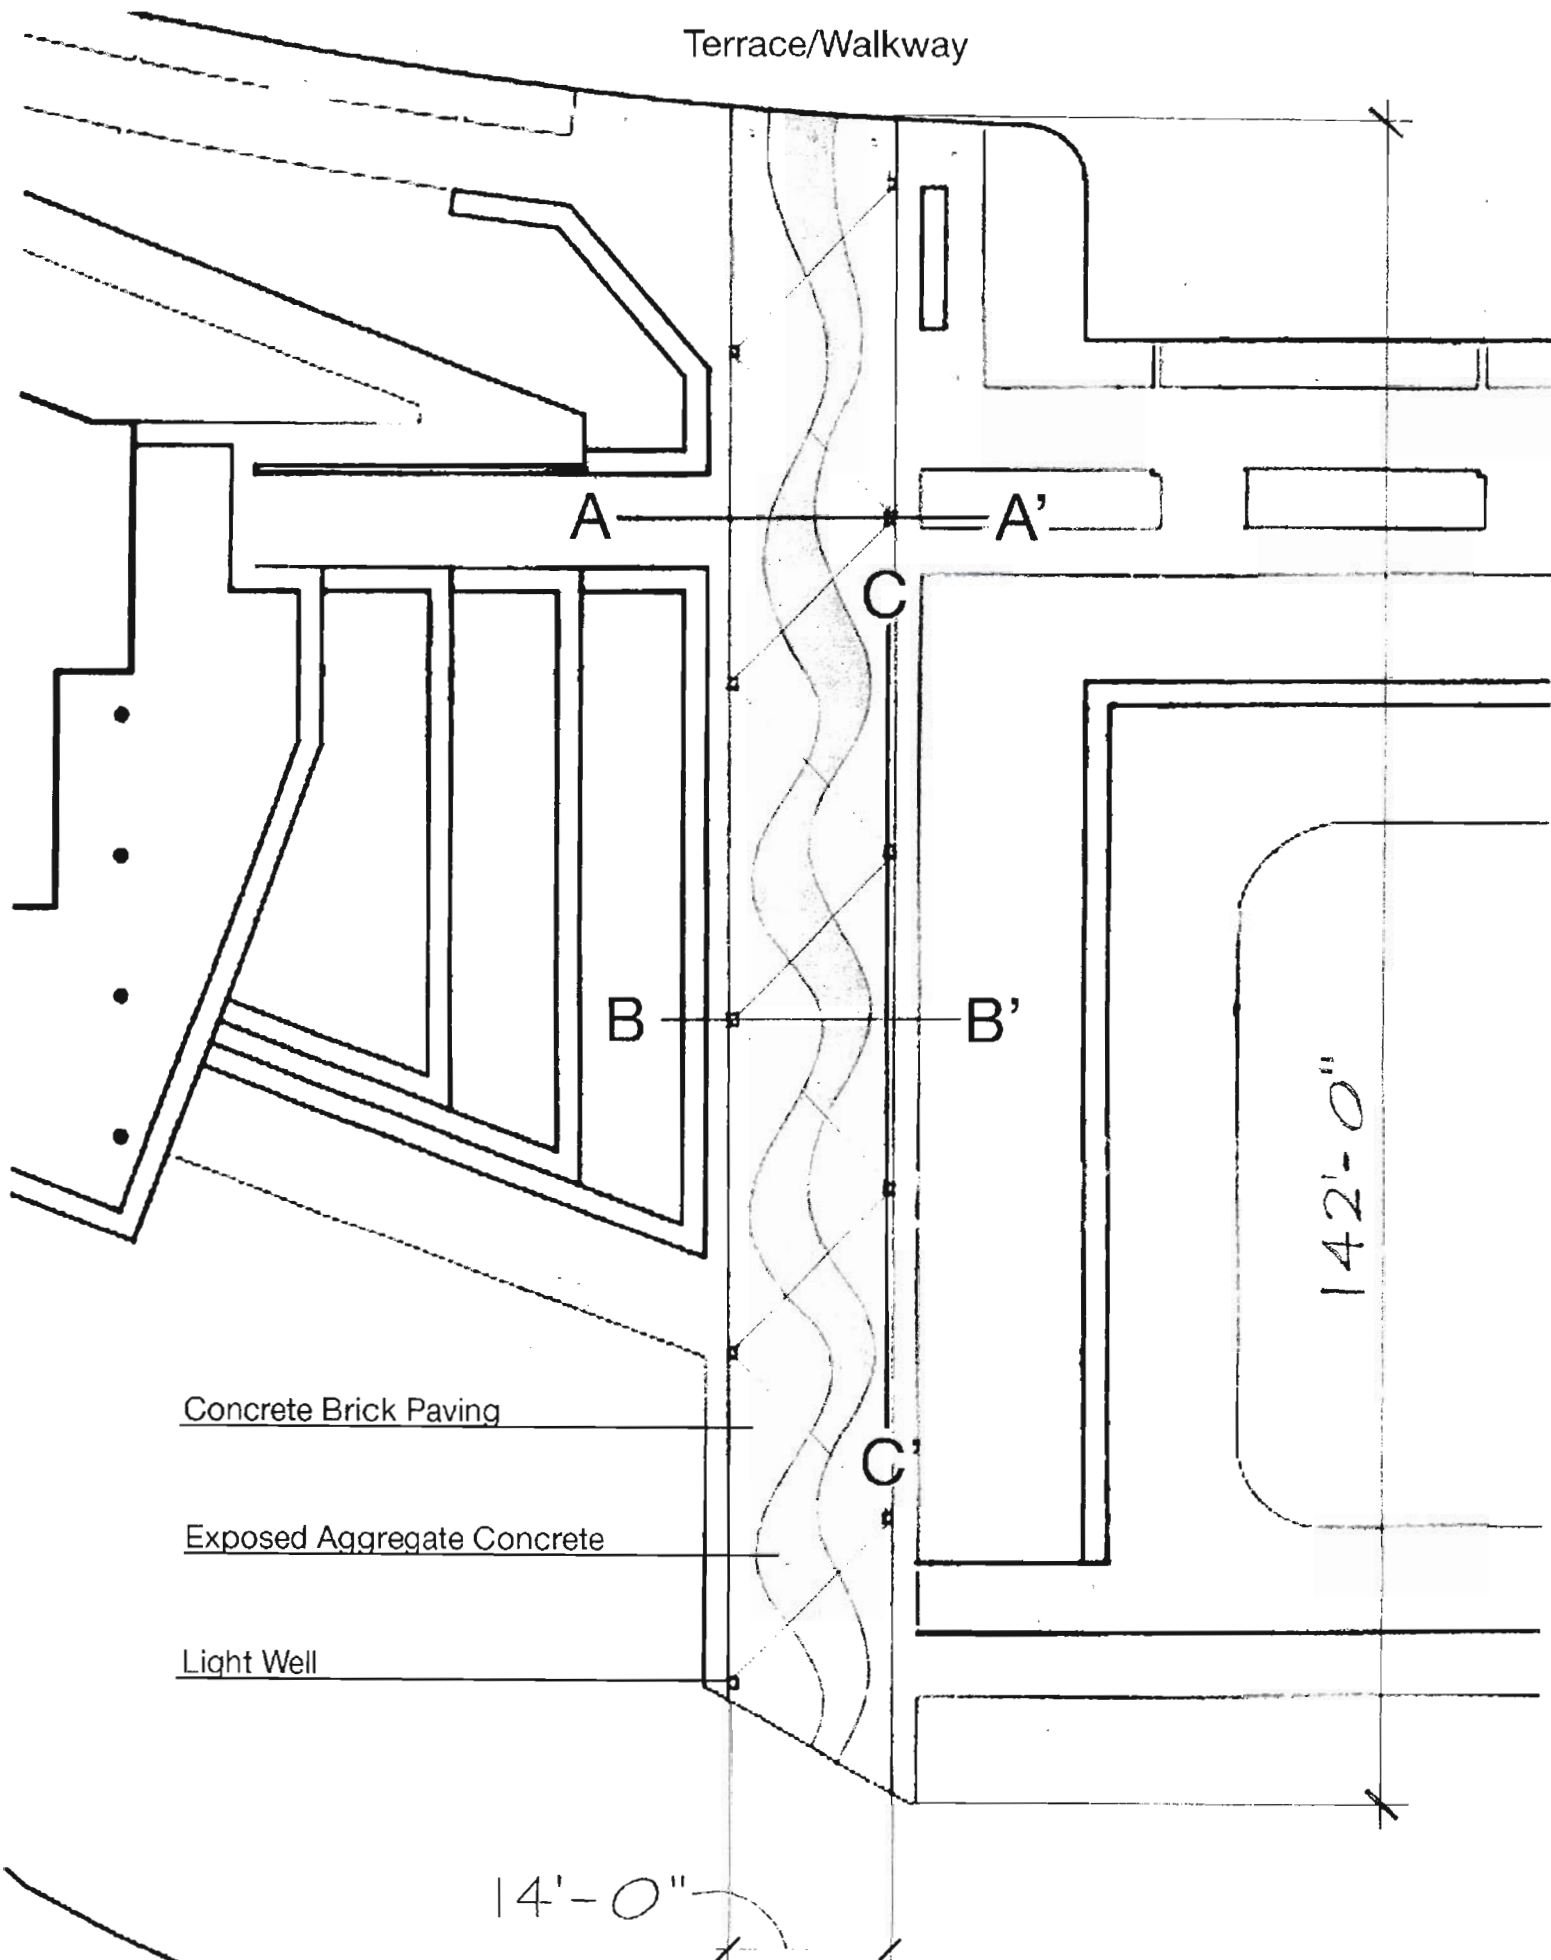 Terrace/Walkway
A
A’
C
B
B’
142'-0"
Concrete Brick Paving
C’
Exposed Aggregate Concrete
Light Well
14'-0"